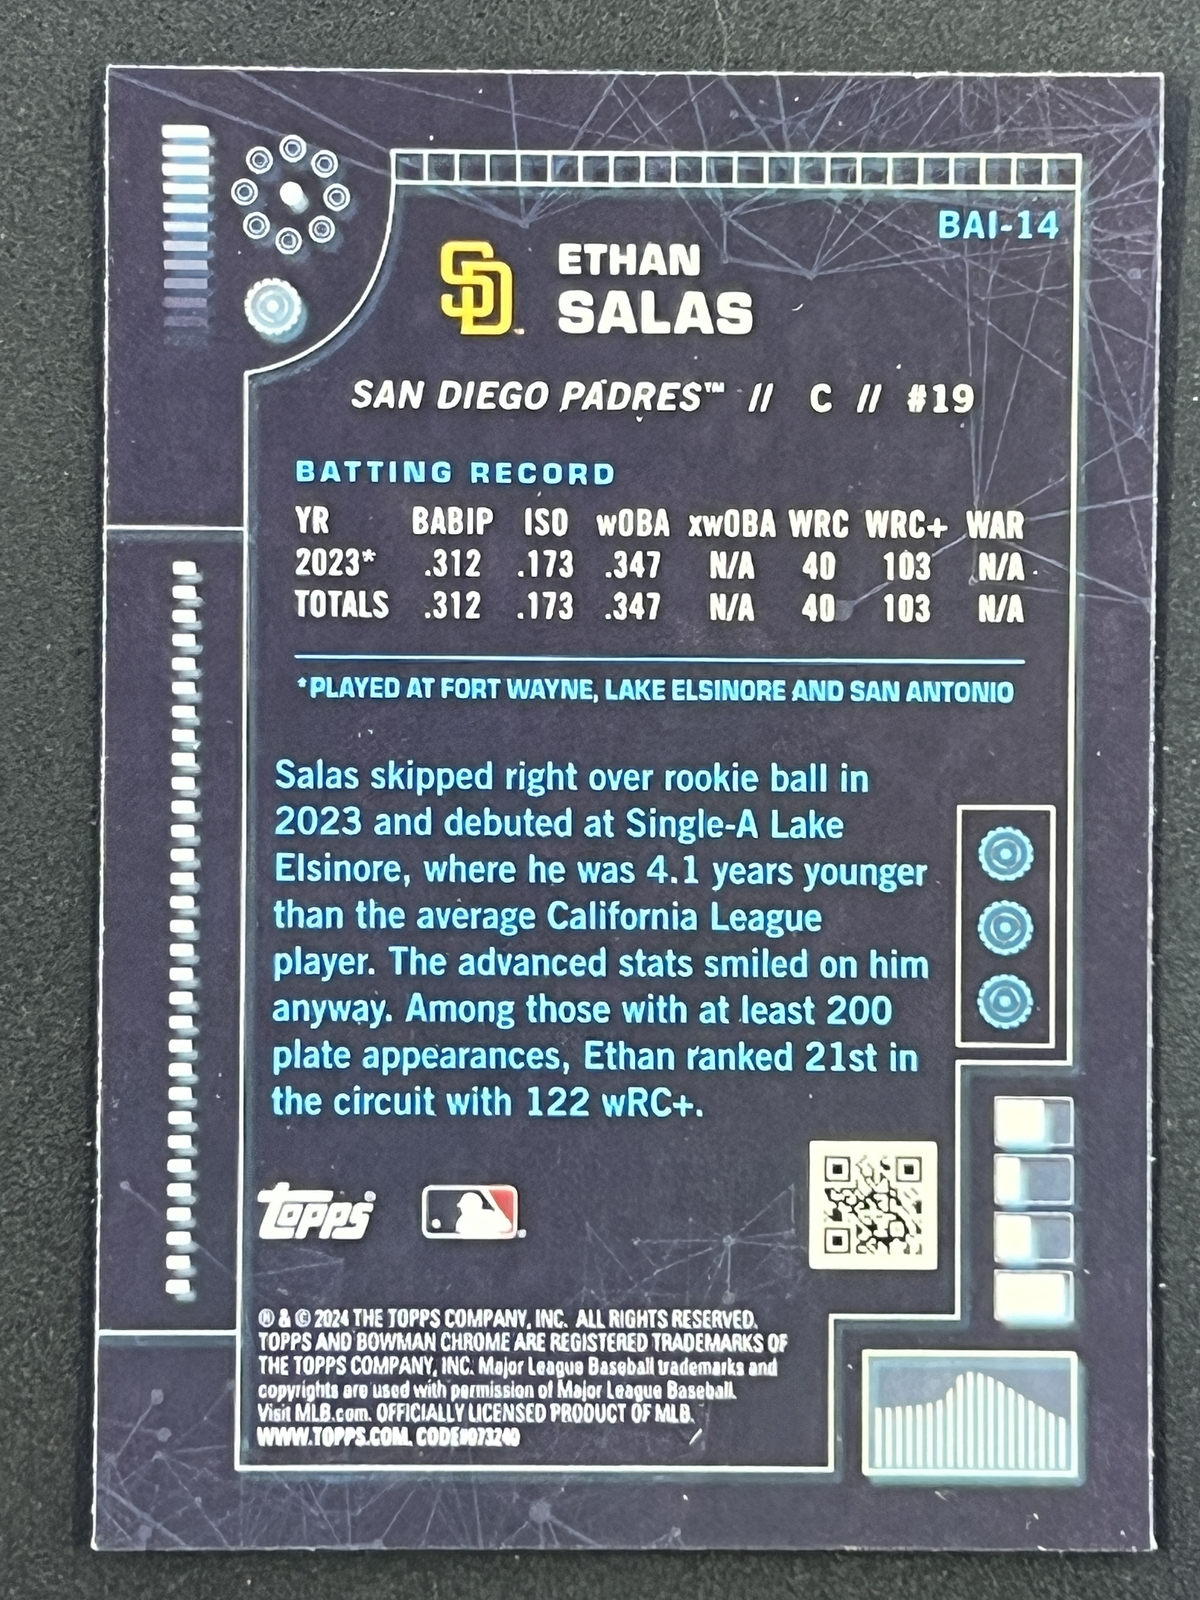 BAI-14
SD
ETHAN
SALAS
SAN DIEGO PADRES™ // C // #19
BATTING RECORD
YR BABIP ISO wOBA xwOBA WRC WRC+ WAR
2023* .312 .173 .347 N/A 40 103 N/A
TOTALS .312 .173 .347 N/A 40 103 N/A
*PLAYED AT FORT WAYNE, LAKE ELSINORE AND SAN ANTONIO
Salas skipped right over rookie ball in
2023 and debuted at Single-A Lake
Elsinore, where he was 4.1 years younger
than the average California League
player. The advanced stats smiled on him
anyway. Among those with at least 200
plate appearances, Ethan ranked 21st in
the circuit with 122 wRC+.
Topps
® & © 2024 THE TOPPS COMPANY, INC. ALL RIGHTS RESERVED.
TOPPS AND BOWMAN CHROME ARE REGISTERED TRADEMARKS OF
THE TOPPS COMPANY, INC. Major League Baseball trademarks and
copyrights are used with permission of Major League Baseball.
Visit MLB.com. OFFICIALLY LICENSED PRODUCT OF MLB.
WWW.TOPPS.COM. CODE#073240